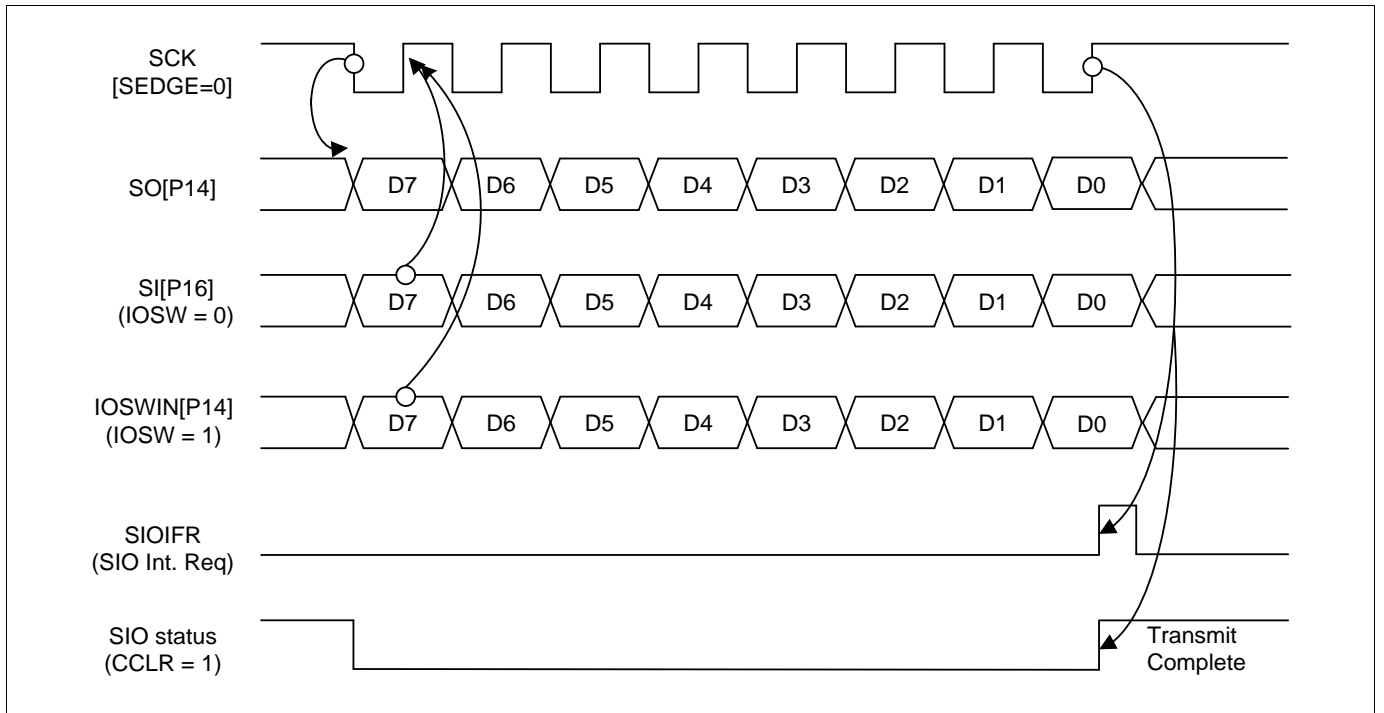 SCK
[SEDGE=0]
SO[P14]
D7 D6 D5 D4 D3 D2 D1 D0
SI[P16]
(IOSW = 0)
D7 D6 D5 D4 D3 D2 D1 D0
IOSWIN[P14]
(IOSW = 1)
D7 D6 D5 D4 D3 D2 D1 D0
SIOIFR
(SIO Int. Req)
SIO status
(CCLR = 1)
Transmit
Complete